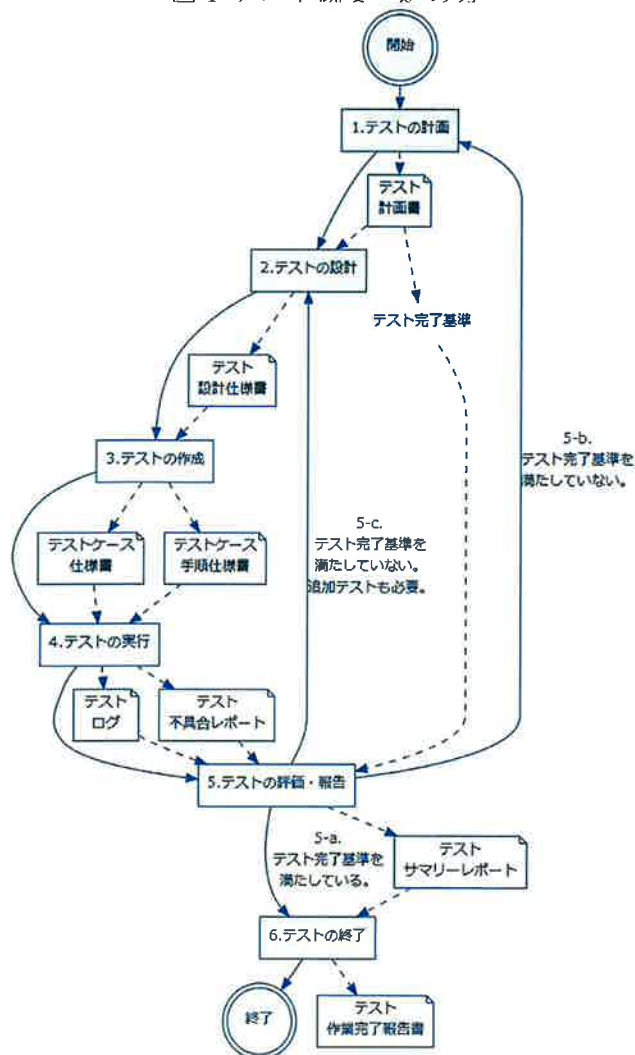 開始
1.テストの計画
テスト
計画書
2.テストの設計
テスト完了基準
テスト
設計仕様書
3.テストの作成
5-b.
テスト完了基準を
満たしていない。
5-c.
テスト完了基準を
満たしていない。
追加テストも必要。
テストケース
仕様書
テストケース
手順仕様書
4.テストの実行
テスト
ログ
テスト
不具合レポート
5.テストの評価・報告
5-a.
テスト完了基準を
満たしている。
テスト
サマリーレポート
6.テストの終了
終了
テスト
作業完了報告書